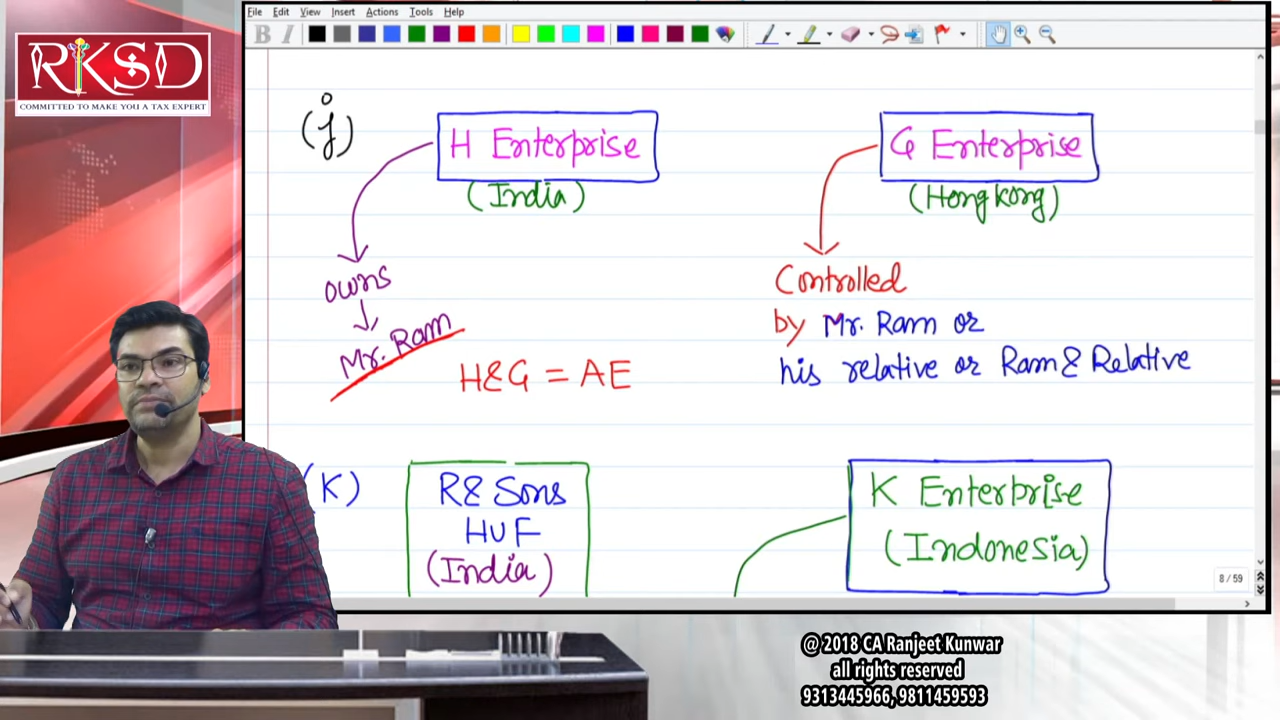 RKSD
COMMITTED TO MAKE YOU A TAX EXPERT
File Edit View Insert Actions Tools Help
B I
(j)
H Enterprise
(India)
owns
Mr. Ram
H&G = AE
G Enterprise
(Hongkong)
Controlled
by Mr. Ram or
his relative or Ram & Relative
(K)
R& Sons
HUF
(India)
K Enterprise
(Indonesia)
8 / 59
@ 2018 CA Ranjeet Kunwar
all rights reserved
9313445966, 9811459593